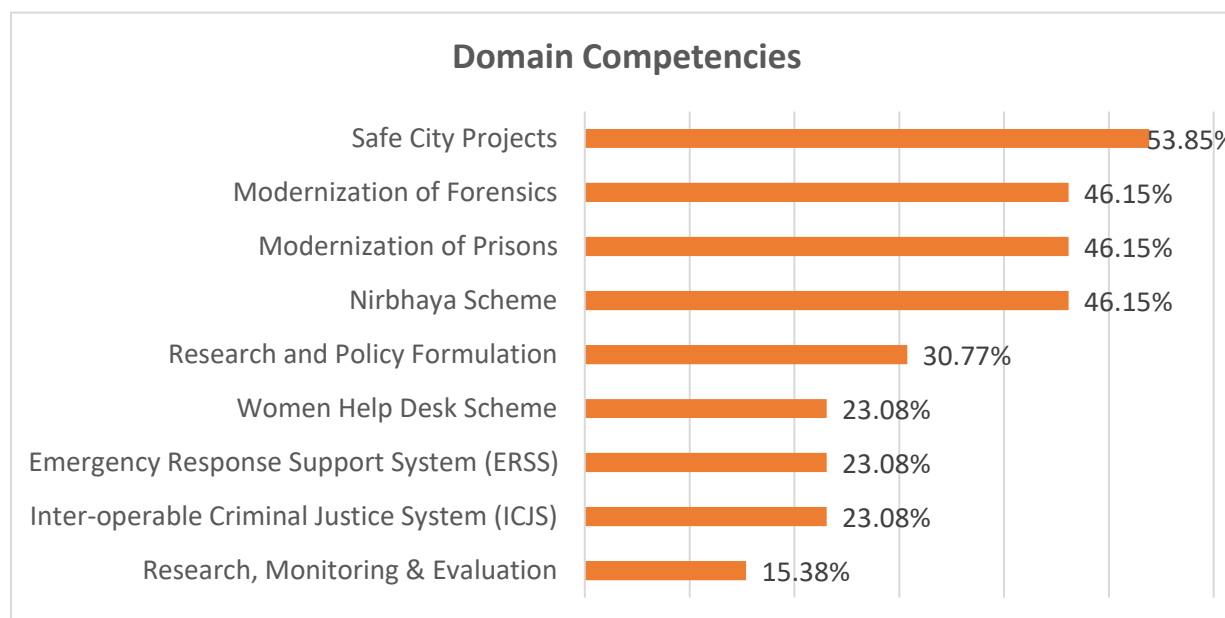 Domain Competencies
Safe City Projects 53.85%
Modernization of Forensics 46.15%
Modernization of Prisons 46.15%
Nirbhaya Scheme 46.15%
Research and Policy Formulation 30.77%
Women Help Desk Scheme 23.08%
Emergency Response Support System (ERSS) 23.08%
Inter-operable Criminal Justice System (ICJS) 23.08%
Research, Monitoring & Evaluation 15.38%